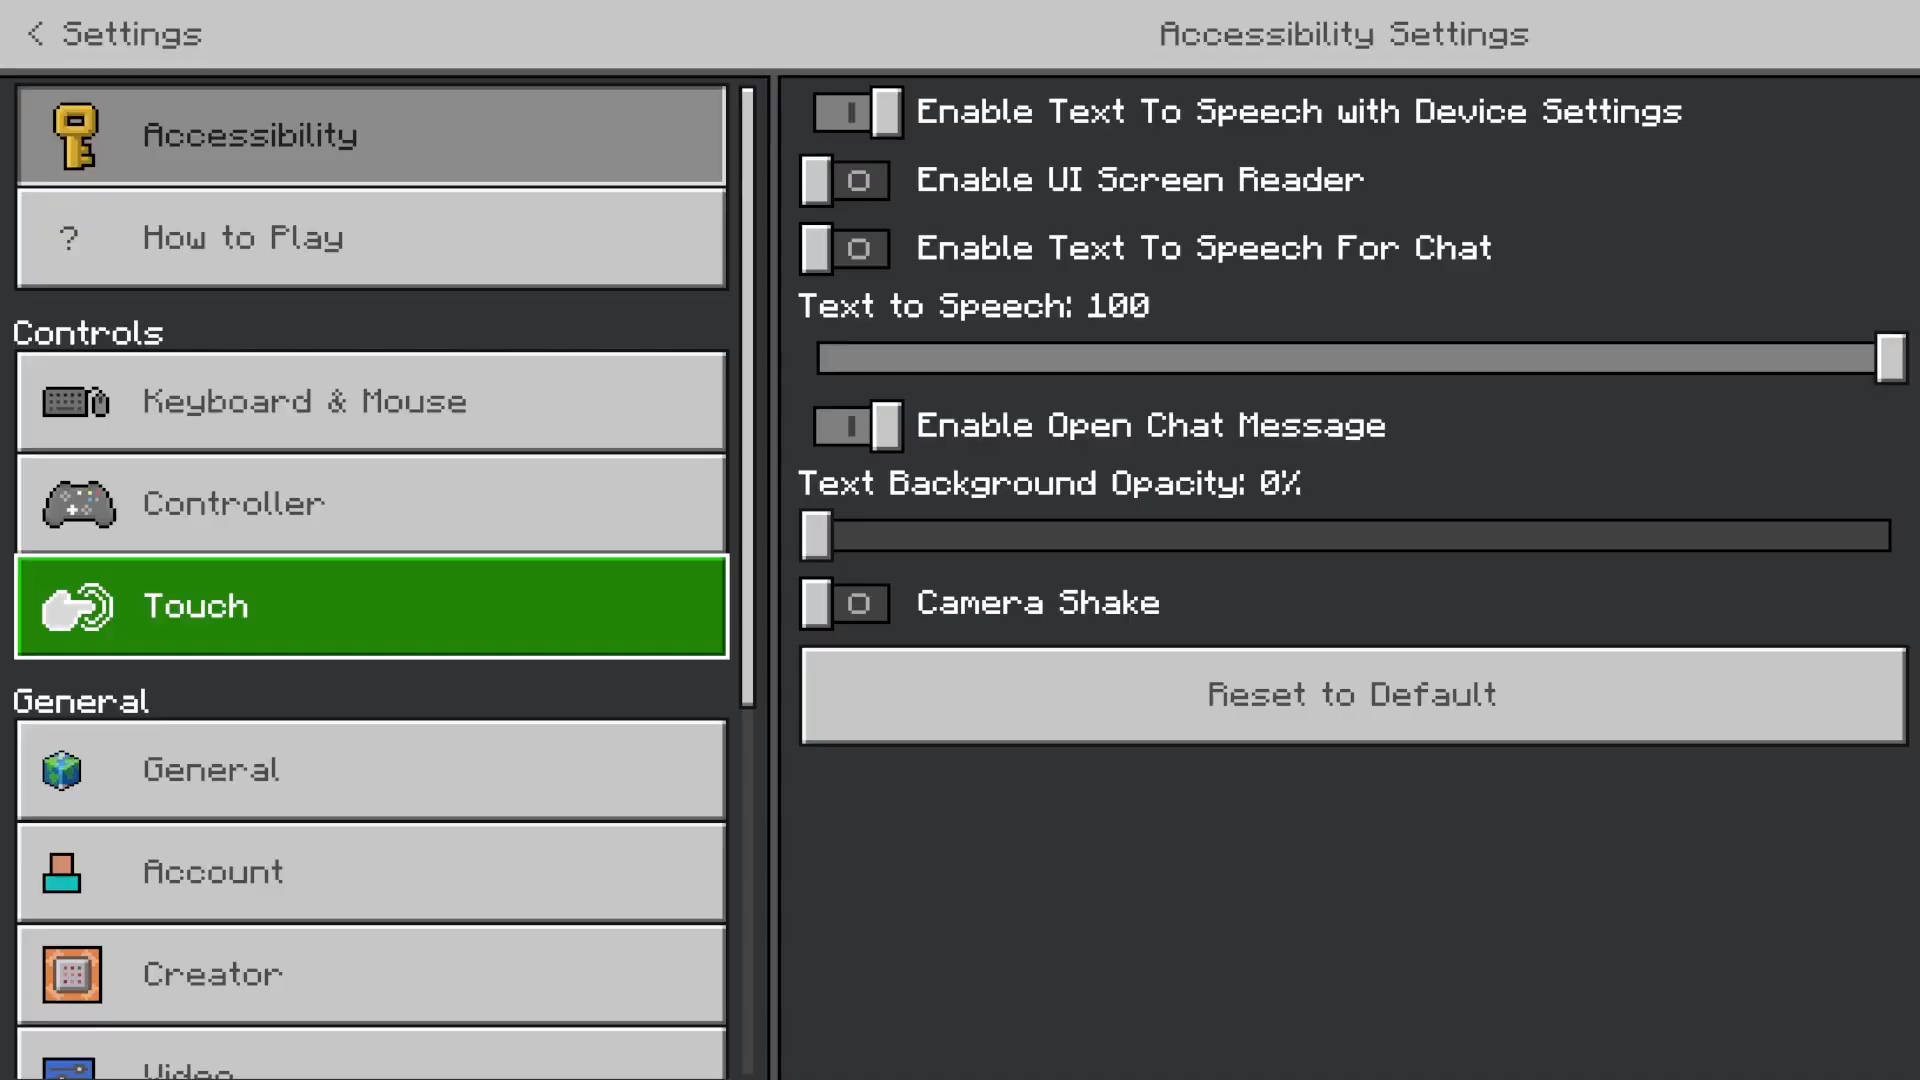 < Settings
Accessibility Settings
Accessibility
? How to Play
Controls
Keyboard & Mouse
Controller
Touch
General
General
Account
Creator
Video
Enable Text To Speech with Device Settings
Enable UI Screen Reader
Enable Text To Speech For Chat
Text to Speech: 100
Enable Open Chat Message
Text Background Opacity: 0%
Camera Shake
Reset to Default